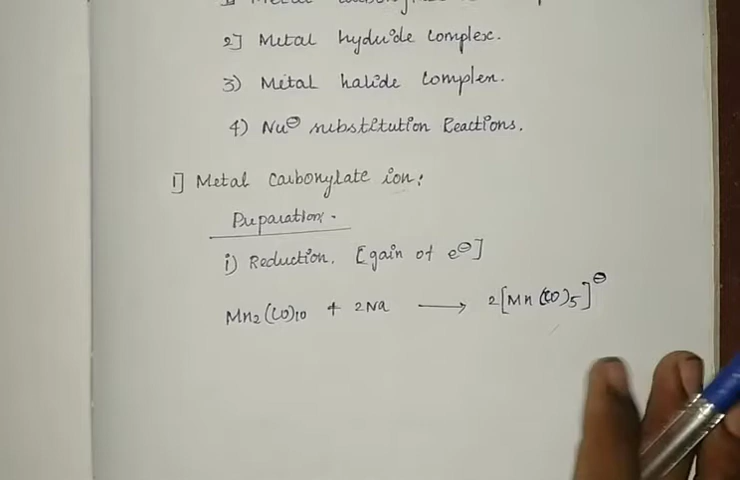 2] Metal hydride complex.
3) Metal halide complex.
4) Nu⊖ substitution Reactions.
1] Metal carbonylate ion:
Preparation.
i) Reduction. [gain of e⊖]
Mn2(CO)10 + 2Na ⟶ 2[Mn(CO)5]⊖